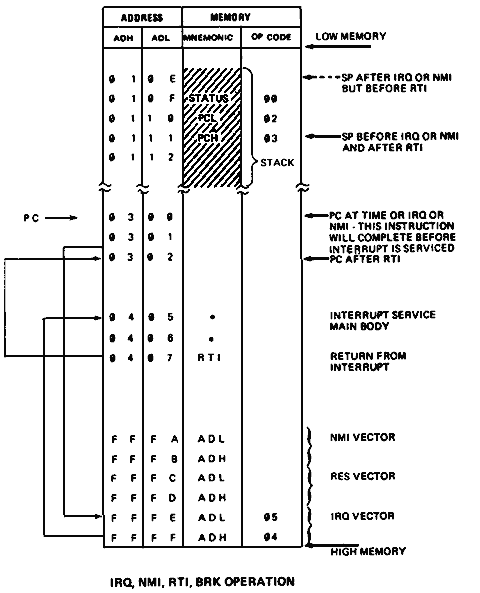 ADDRESS MEMORY
ADH ADL MNEMONIC OP CODE LOW MEMORY
0 1 0 E SP AFTER IRQ OR NMI
0 1 0 F STATUS 00 BUT BEFORE RTI
0 1 1 0 PCL 02
0 1 1 1 PCH 03 SP BEFORE IRQ OR NMI
AND AFTER RTI
0 1 1 2 STACK
PC 0 3 0 0 PC AT TIME OR IRQ OR
NMI - THIS INSTRUCTION
0 3 0 1 WILL COMPLETE BEFORE
INTERRUPT IS SERVICED
0 3 0 2 PC AFTER RTI
0 4 0 5 • INTERRUPT SERVICE
0 4 0 6 • MAIN BODY
0 4 0 7 RTI RETURN FROM
INTERRUPT
F F F A ADL NMI VECTOR
F F F B ADH
F F F C ADL RES VECTOR
F F F D ADH
F F F E ADL 05 IRQ VECTOR
F F F F ADH 04
HIGH MEMORY
IRQ, NMI, RTI, BRK OPERATION